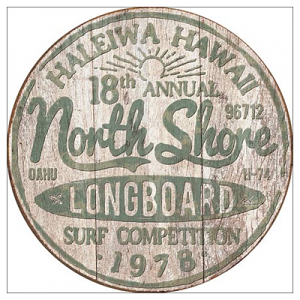 HALEIWA HAWAII
18th ANNUAL
96712
North Shore
OAHU
H-74
LONGBOARD
SURF COMPETITION
1978